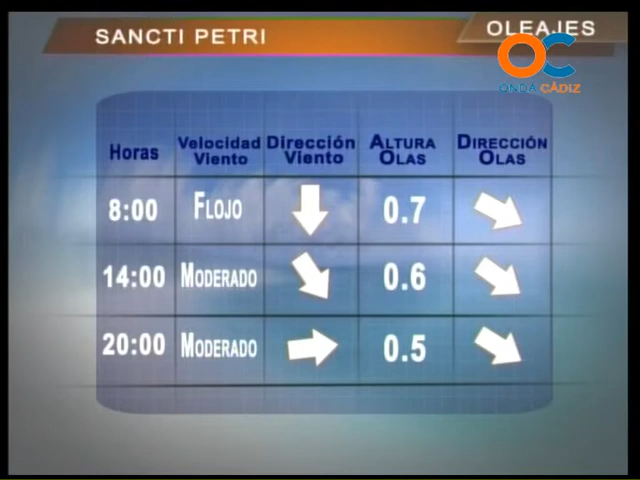 SANCTI PETRI
OLEAJES
OC
ONDA CÁDIZ
Horas Velocidad Viento Dirección Viento ALTURA OLAS DIRECCIÓN OLAS
8:00 FLOJO 0.7
14:00 MODERADO 0.6
20:00 MODERADO 0.5